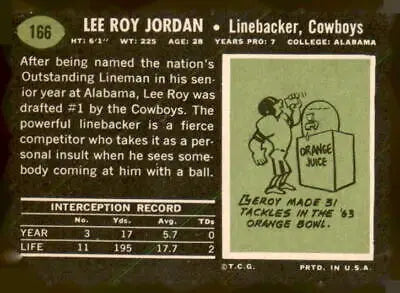 166
LEE ROY JORDAN • Linebacker, Cowboys
HT: 6'1" WT: 225 AGE: 28 YEARS PRO: 7 COLLEGE: ALABAMA
After being named the nation's
Outstanding Lineman in his sen-
ior year at Alabama, Lee Roy was
drafted #1 by the Cowboys. The
powerful linebacker is a fierce
competitor who takes it as a per-
sonal insult when he sees some-
body coming at him with a ball.
INTERCEPTION RECORD
No. Yds. Avg. TDs
YEAR 3 17 5.7 0
LIFE 11 195 17.7 2
ORANGE
JUICE
LEROY MADE 31
TACKLES IN THE '63
ORANGE BOWL.
©T.C.G. PRTD. IN U.S.A.